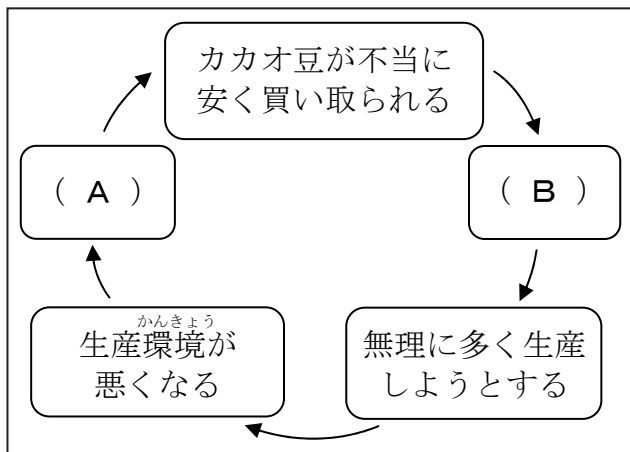 カカオ豆が不当に
安く買い取られる
( A )
( B )
かんきょう
生産環境が
悪くなる
無理に多く生産
しようとする